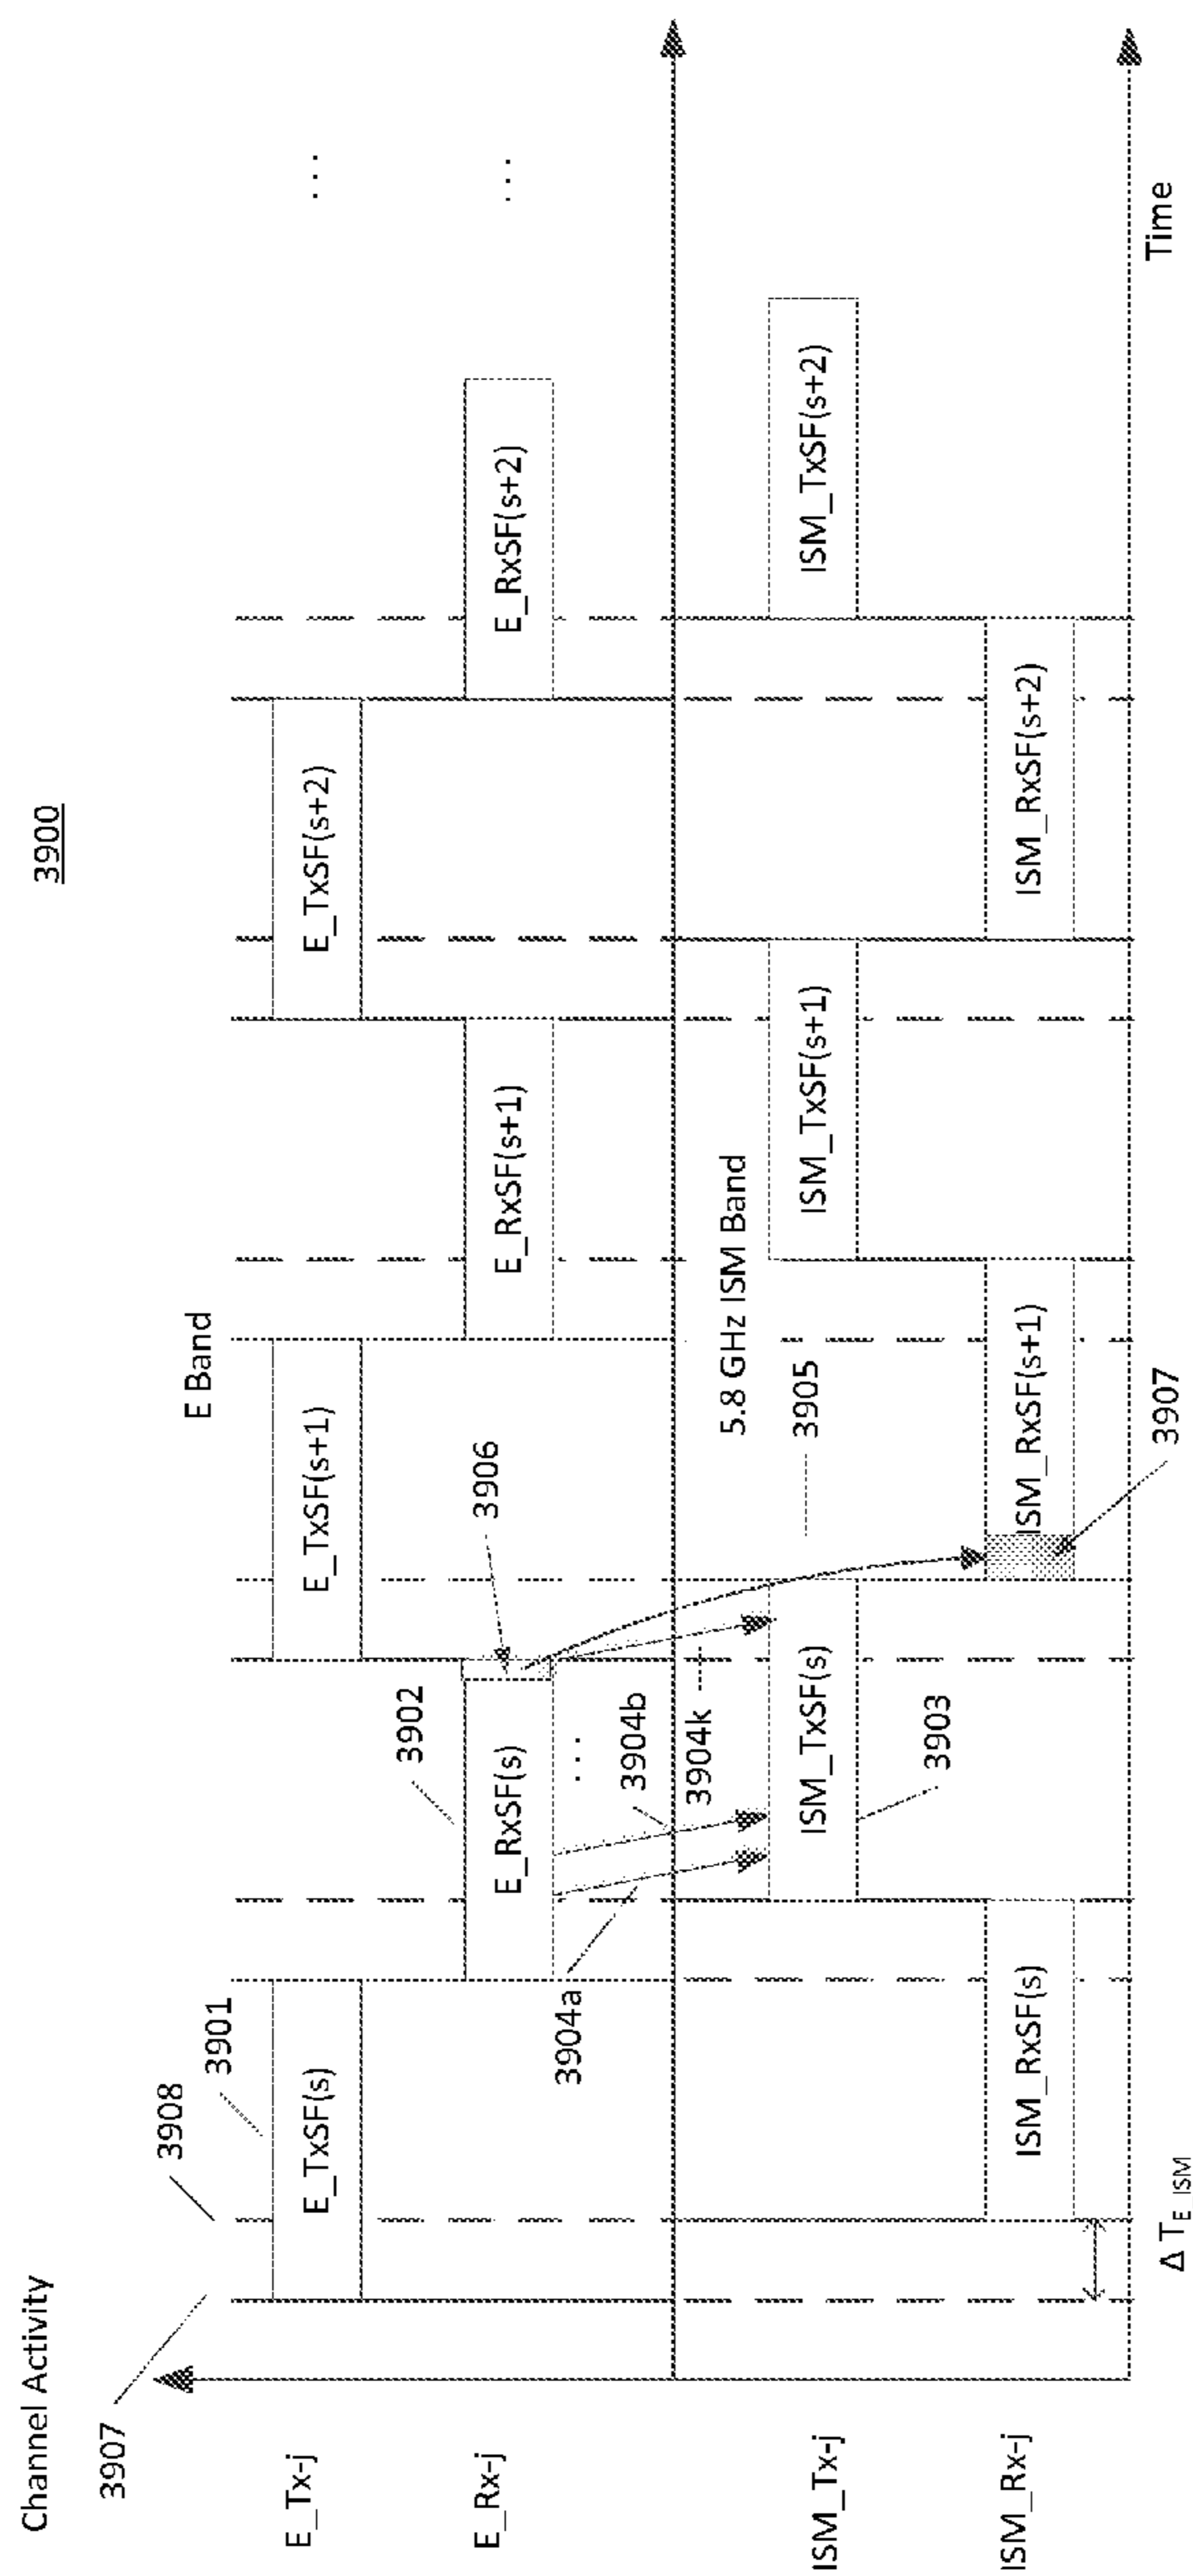 3900
Channel Activity
3907
3908
3901
E Band
E_Tx-j
E_TxSF(s)
E_TxSF(s+1)
E_TxSF(s+2)
...
3902
3906
E_Rx-j
E_RxSF(s)
E_RxSF(s+1)
E_RxSF(s+2)
...
3904a
...
3904b
3904k
5.8 GHz ISM Band
3905
ISM_Tx-j
ISM_TxSF(s)
ISM_TxSF(s+1)
ISM_TxSF(s+2)
3903
ISM_Rx-j
ISM_RxSF(s)
ISM_RxSF(s+1)
ISM_RxSF(s+2)
3907
Δ T E_ISM
Time